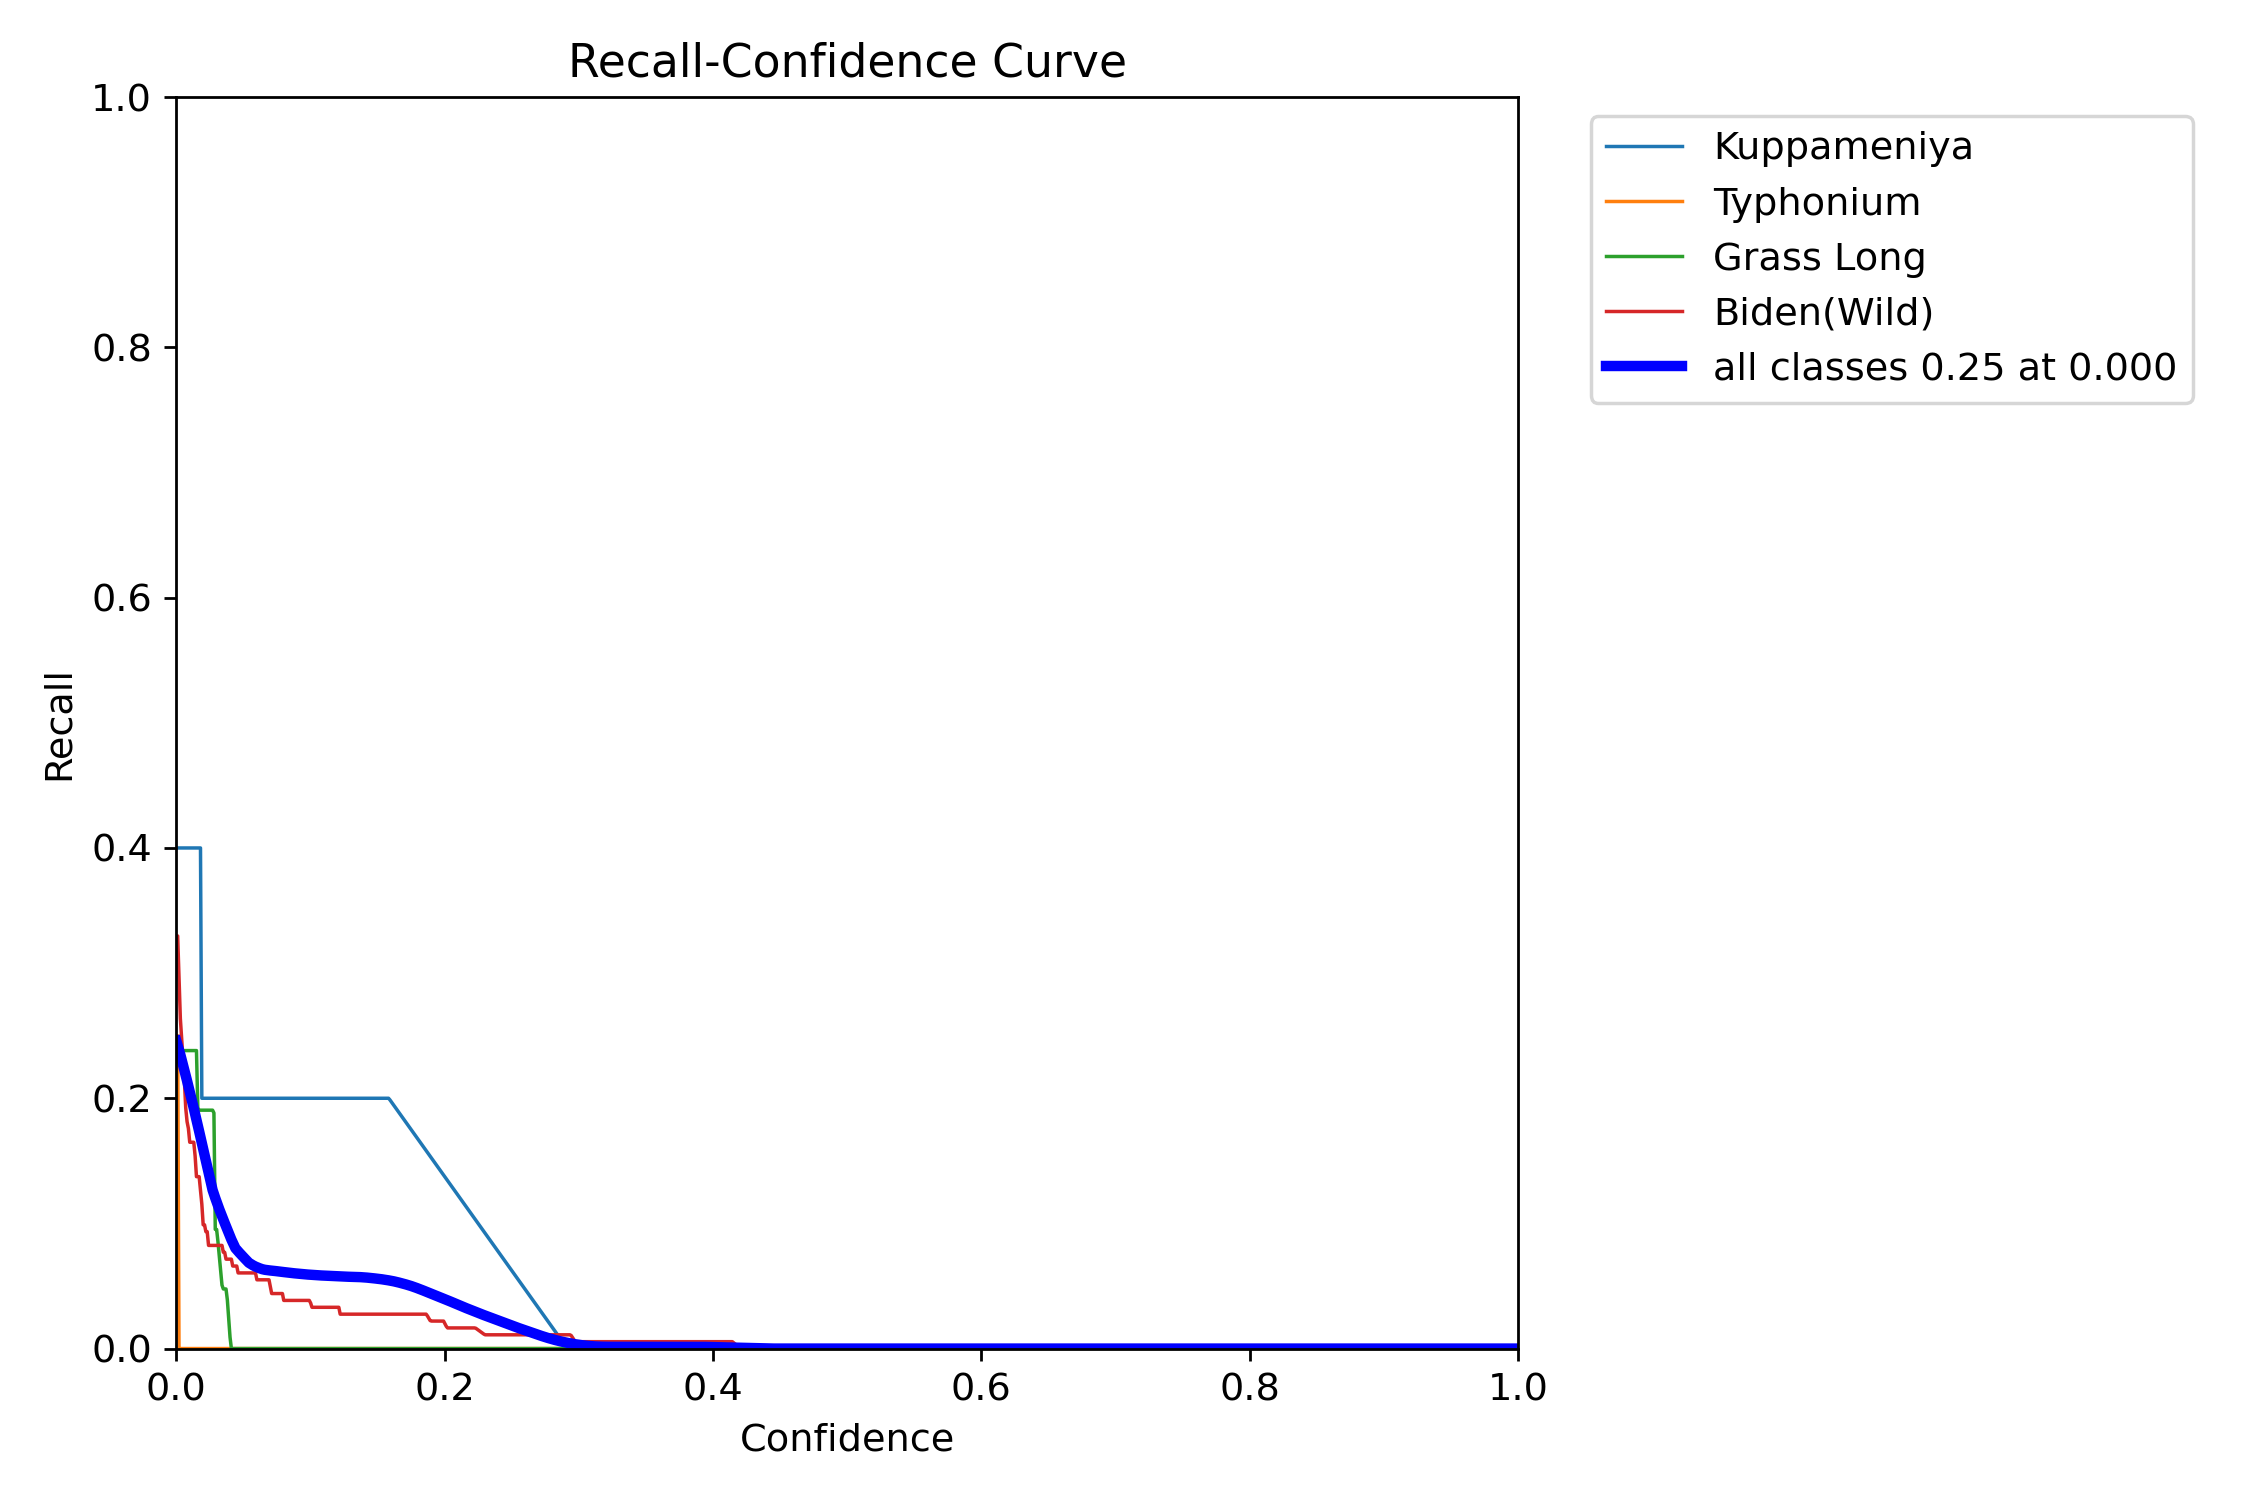 Recall-Confidence Curve
1.0
0.8
0.6
0.4
0.2
0.0
Recall
0.0 0.2 0.4 0.6 0.8 1.0
Confidence
Kuppameniya
Typhonium
Grass Long
Biden(Wild)
all classes 0.25 at 0.000